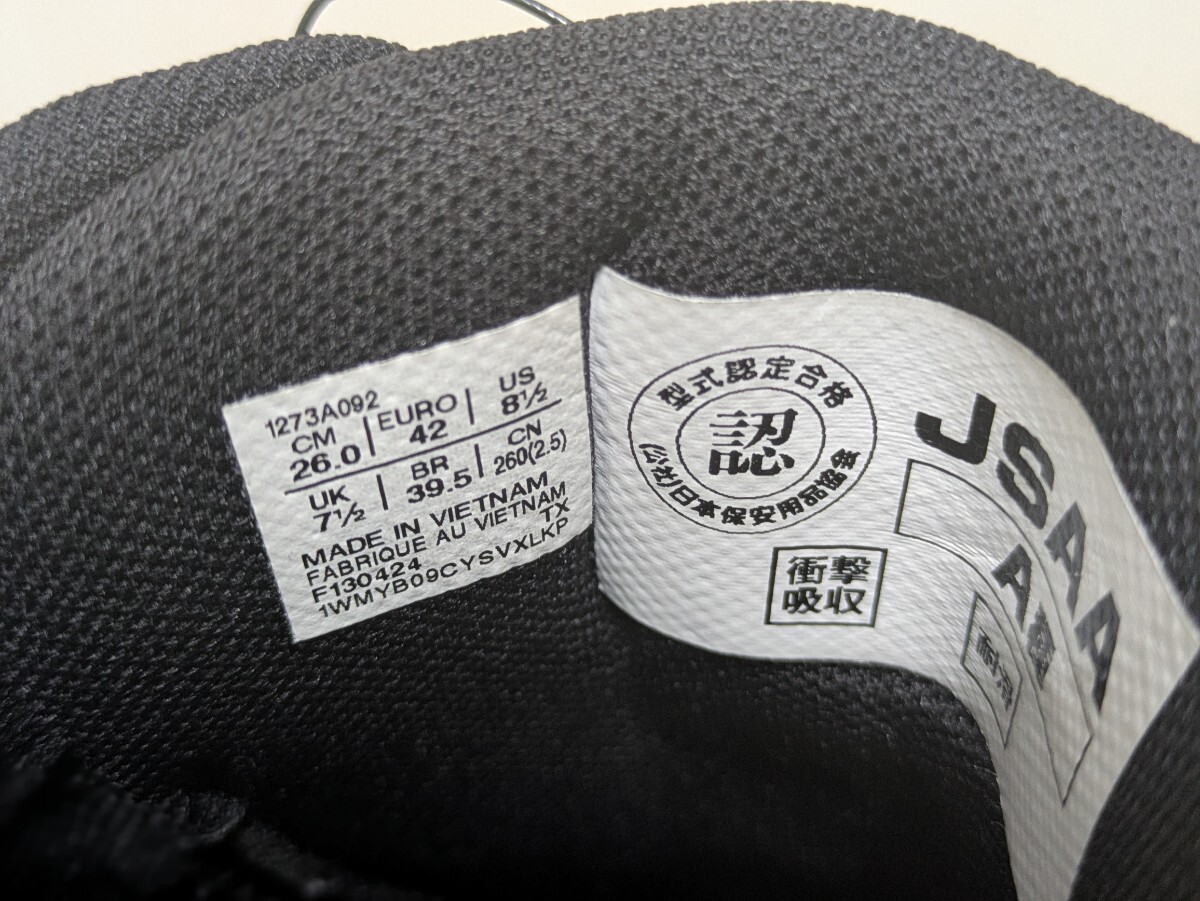 1273A092
CM | EURO | US
26.0 | 42 | 8½
UK | BR | CN
7½ | 39.5 | 260(2.5)
MADE IN VIETNAM
FABRIQUE AU VIETNAM
TX
F130424
1WMYB09CYSVXLKP
型式認定合格
認
(公社)日本保安用品協会
衝撃
吸収
JSAA
A種
耐滑